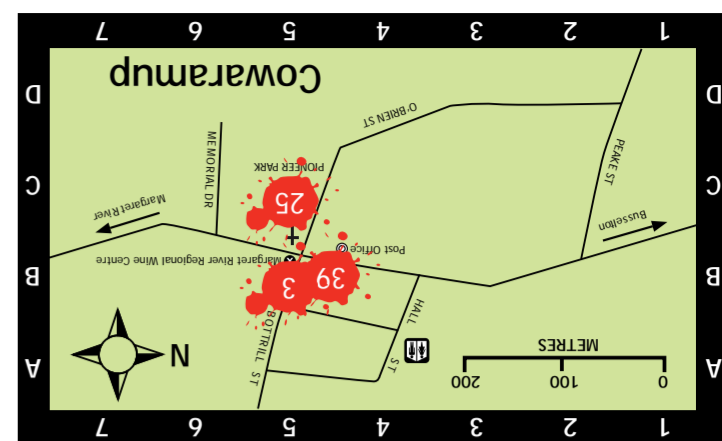 1 2 3 4 5 6 7
A A
0 100 200
METRES
HALL ST
BOTTRILL ST
N
B B
39
3
Busselton
Post Office
Margaret River Regional Wine Centre
Margaret River
C C
25
PEAKE ST
PIONEER PARK
MEMORIAL DR
O'BRIEN ST
D D
Cowaramup
1 2 3 4 5 6 7